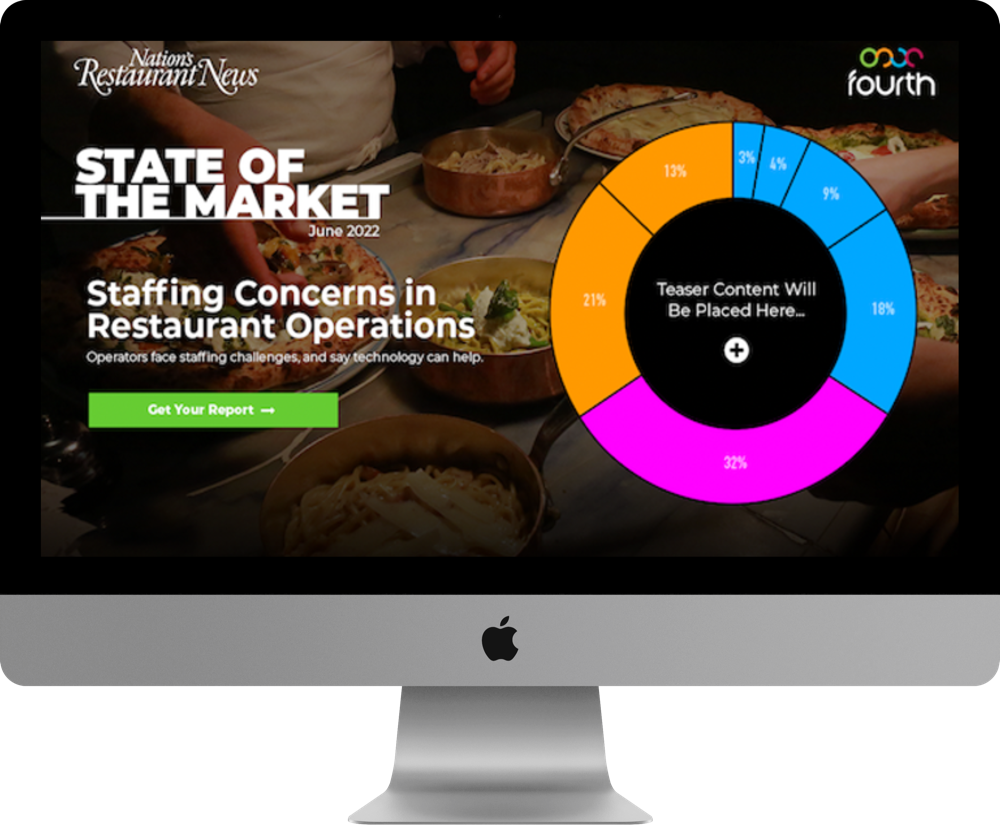 Nation's
Restaurant News
fourth
STATE OF
THE MARKET
June 2022
Staffing Concerns in
Restaurant Operations
Operators face staffing challenges, and say technology can help.
Get Your Report →
13%
3%
4%
9%
21%
18%
32%
Teaser Content Will
Be Placed Here...